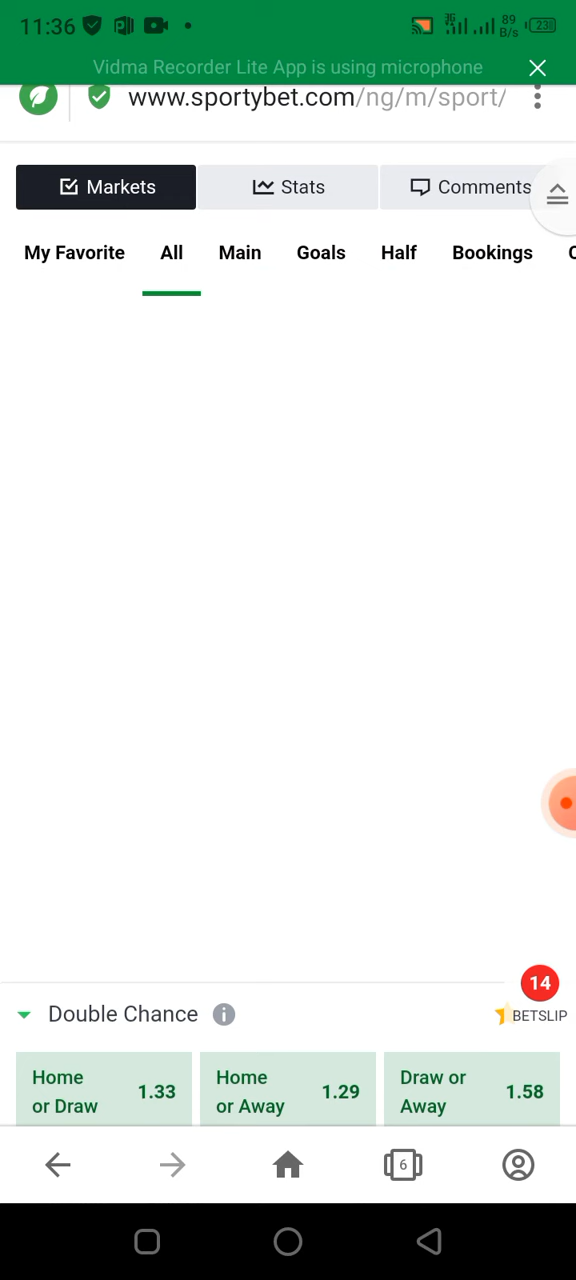 11:36 3G 89 B/s 23
Vidma Recorder Lite App is using microphone
www.sportybet.com/ng/m/sport/
Markets Stats Comments
My Favorite All Main Goals Half Bookings
14
Double Chance BETSLIP
Home or Draw 1.33
Home or Away 1.29
Draw or Away 1.58
6